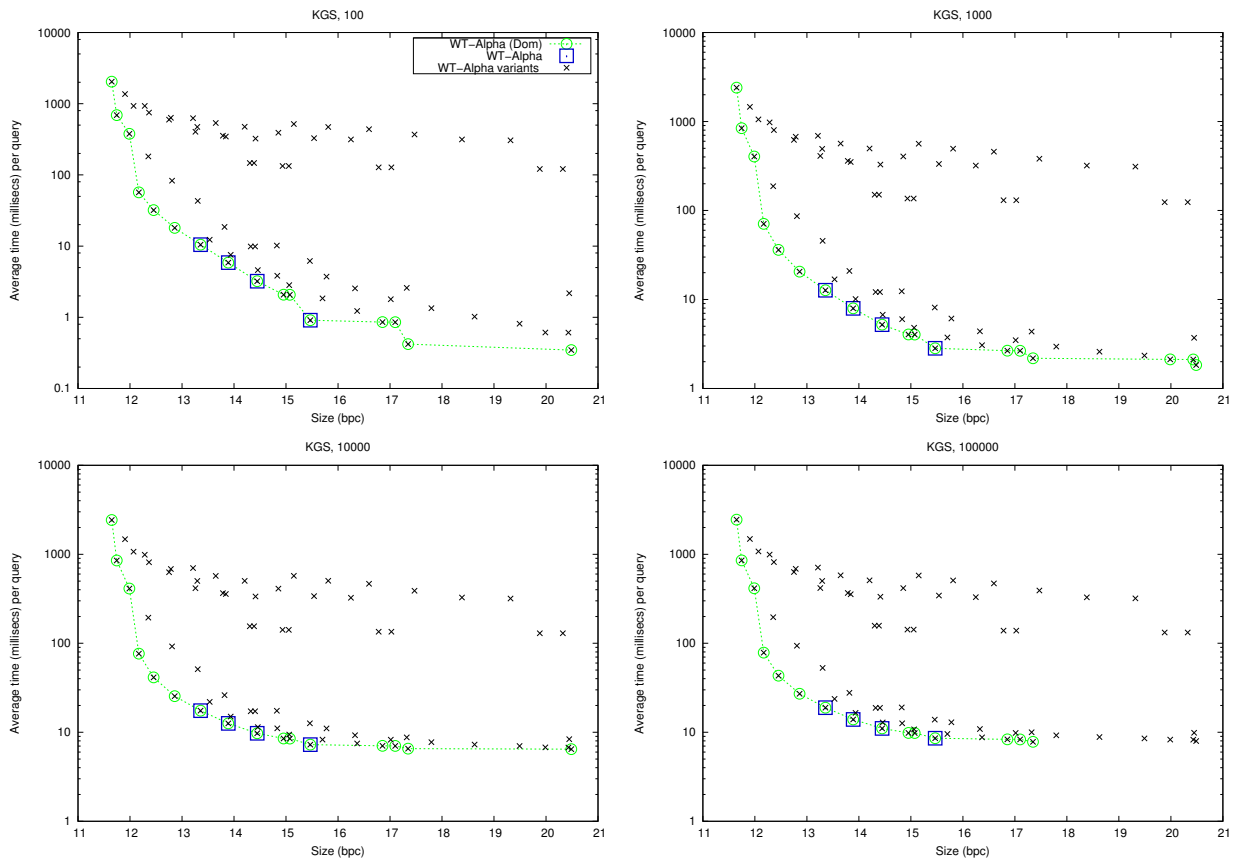 KGS, 100
10000
1000
100
10
1
0.1
Average time (millisecs) per query
WT-Alpha (Dom)
WT-Alpha
WT-Alpha variants
11 12 13 14 15 16 17 18 19 20 21
Size (bpc)
KGS, 1000
10000
1000
100
10
1
Average time (millisecs) per query
11 12 13 14 15 16 17 18 19 20 21
Size (bpc)
KGS, 10000
10000
1000
100
10
1
Average time (millisecs) per query
11 12 13 14 15 16 17 18 19 20 21
Size (bpc)
KGS, 100000
10000
1000
100
10
1
Average time (millisecs) per query
11 12 13 14 15 16 17 18 19 20 21
Size (bpc)